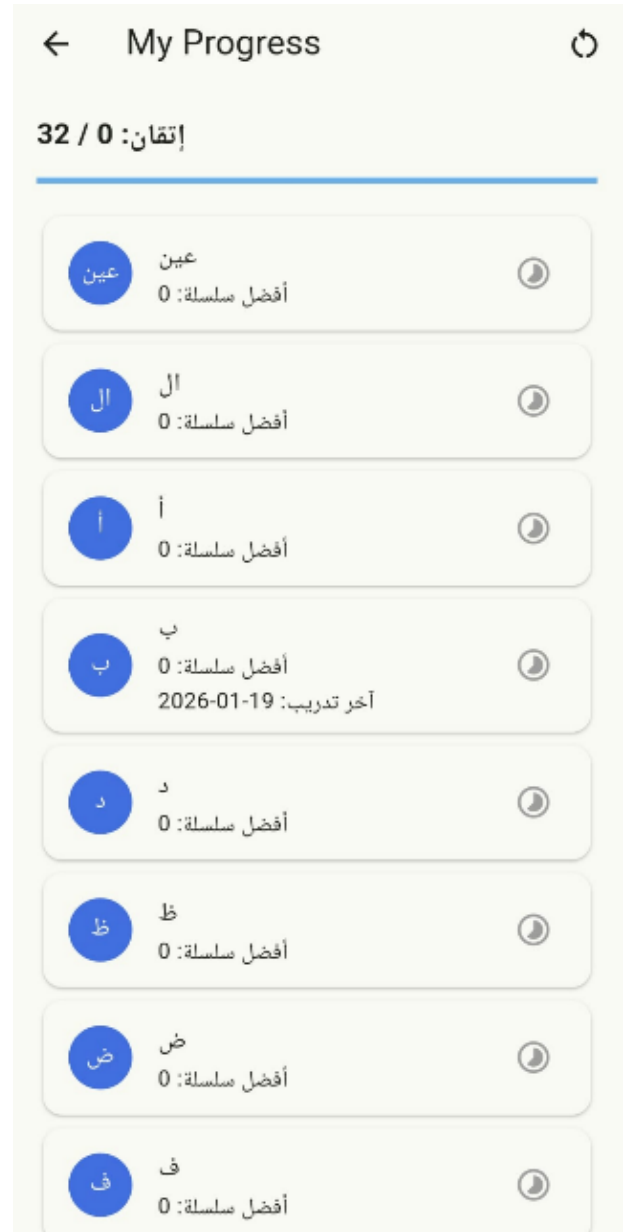 My Progress
إتقان: 0 / 32
عين
عين
أفضل سلسلة: 0
ال
ال
أفضل سلسلة: 0
أ
أ
أفضل سلسلة: 0
ب
ب
أفضل سلسلة: 0
آخر تدريب: 19-01-2026
د
د
أفضل سلسلة: 0
ظ
ظ
أفضل سلسلة: 0
ض
ض
أفضل سلسلة: 0
ف
ف
أفضل سلسلة: 0